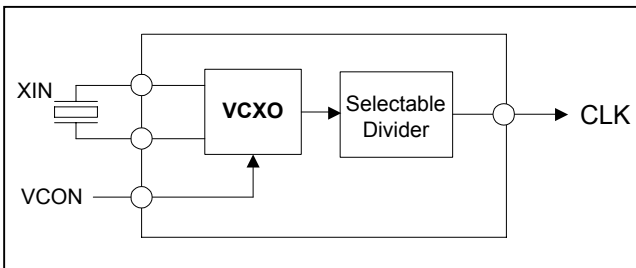 XIN
VCXO
Selectable
Divider
CLK
VCON